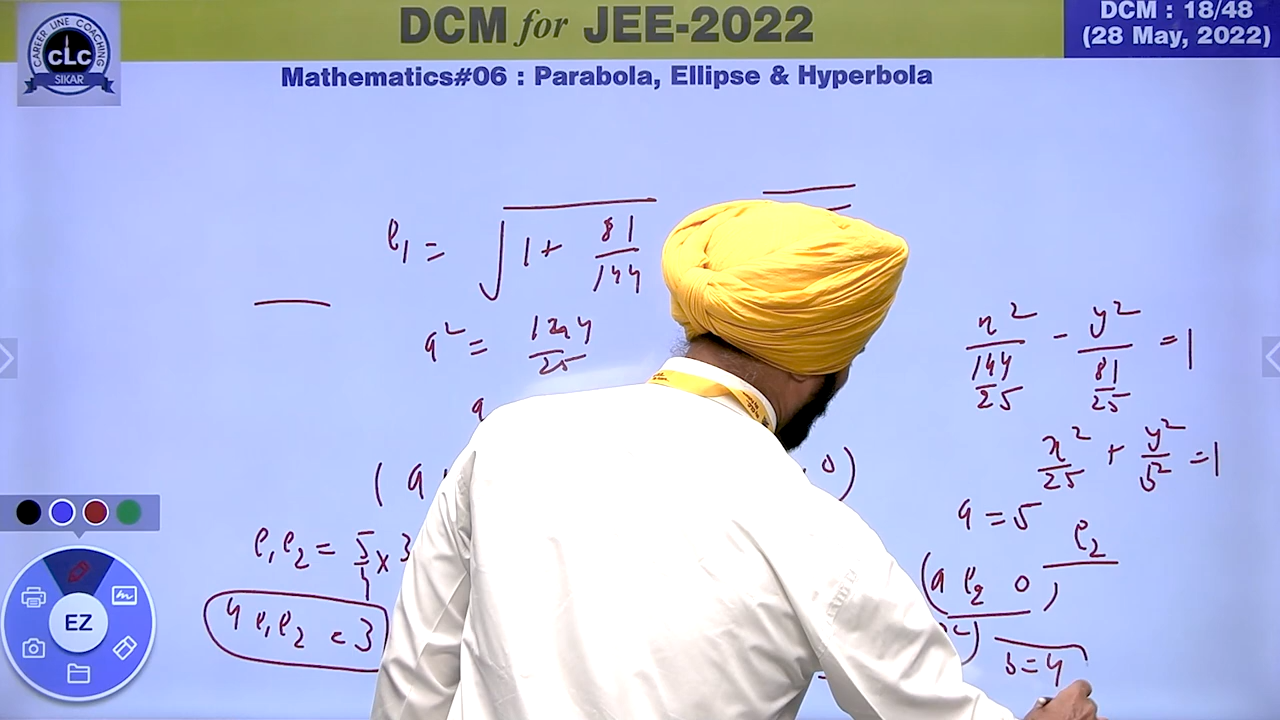 DCM for JEE-2022
DCM : 18/48
(28 May, 2022)
CAREER LINE COACHING
CLC
SIKAR
Mathematics#06 : Parabola, Ellipse & Hyperbola
e₁ = √(1 + 81/144)
a² = 144/25
a
(a
, 0)
e₁e₂ = 5/4 × 3
4 e₁e₂ = 3
x²/(144/25) - y²/(81/25) = 1
x²/25 + y²/b² = 1
a = 5
e₂
(a e₂ 0)
b = 4
EZ